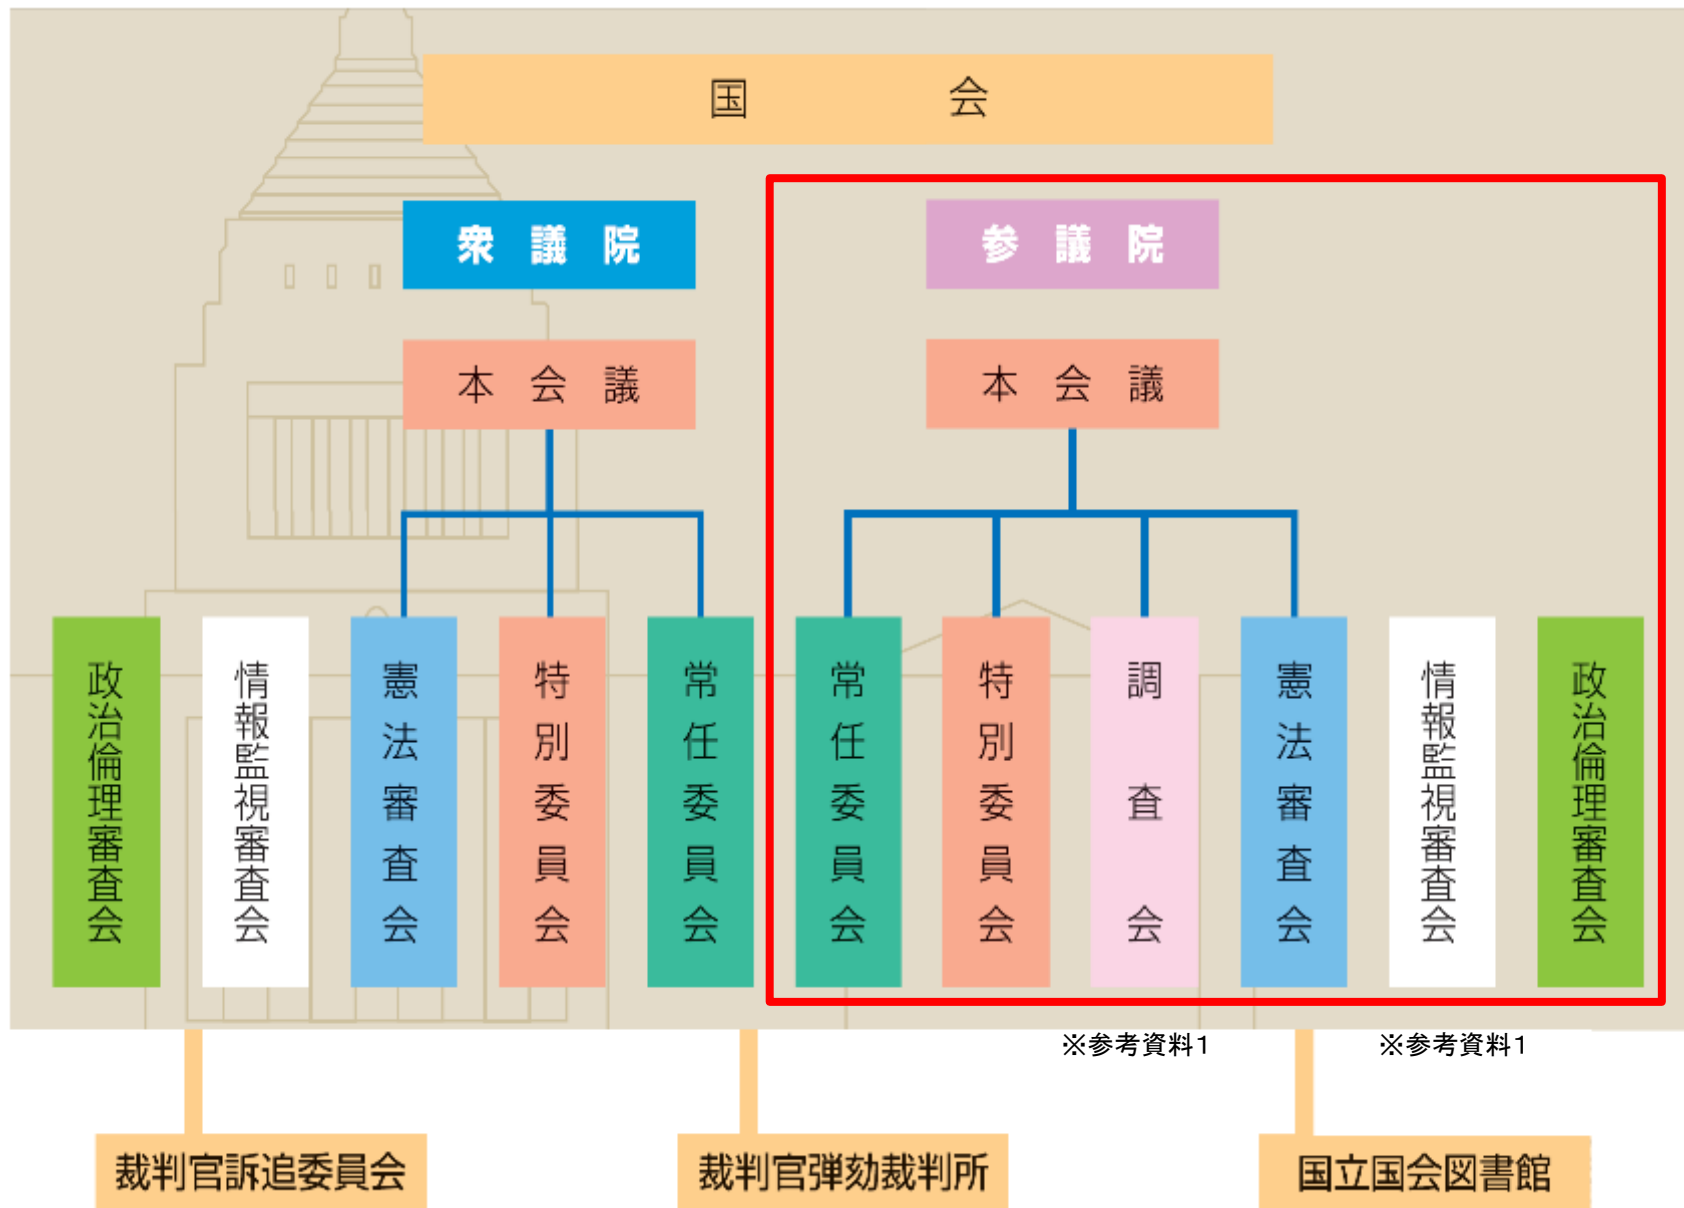 国会
衆議院
参議院
本会議
本会議
政治倫理審査会
情報監視審査会
憲法審査会
特別委員会
常任委員会
常任委員会
特別委員会
調査会
憲法審査会
情報監視審査会
政治倫理審査会
※参考資料1
※参考資料1
裁判官訴追委員会
裁判官弾劾裁判所
国立国会図書館